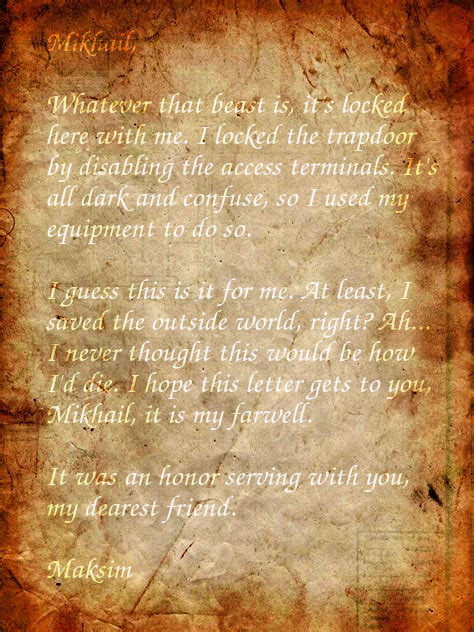 Mikhail,
Whatever that beast is, it's locked
here with me. I locked the trapdoor
by disabling the access terminals. It's
all dark and confuse, so I used my
equipment to do so.
I guess this is it for me. At least, I
saved the outside world, right? Ah...
I never thought this would be how
I'd die. I hope this letter gets to you,
Mikhail, it is my farwell.
It was an honor serving with you,
my dearest friend.
Maksim